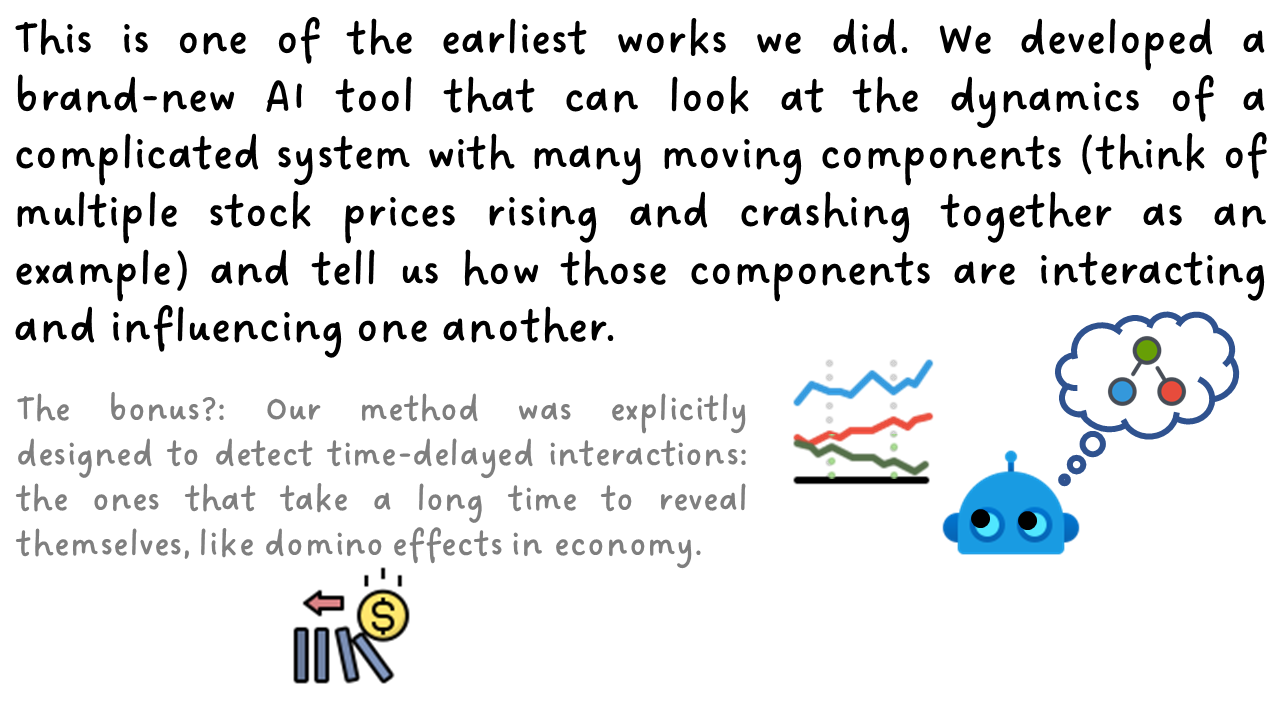 This is one of the earliest works we did. We developed a
brand-new AI tool that can look at the dynamics of a
complicated system with many moving components (think of
multiple stock prices rising and crashing together as an
example) and tell us how those components are interacting
and influencing one another.
The bonus?: Our method was explicitly
designed to detect time-delayed interactions:
the ones that take a long time to reveal
themselves, like domino effects in economy.
$